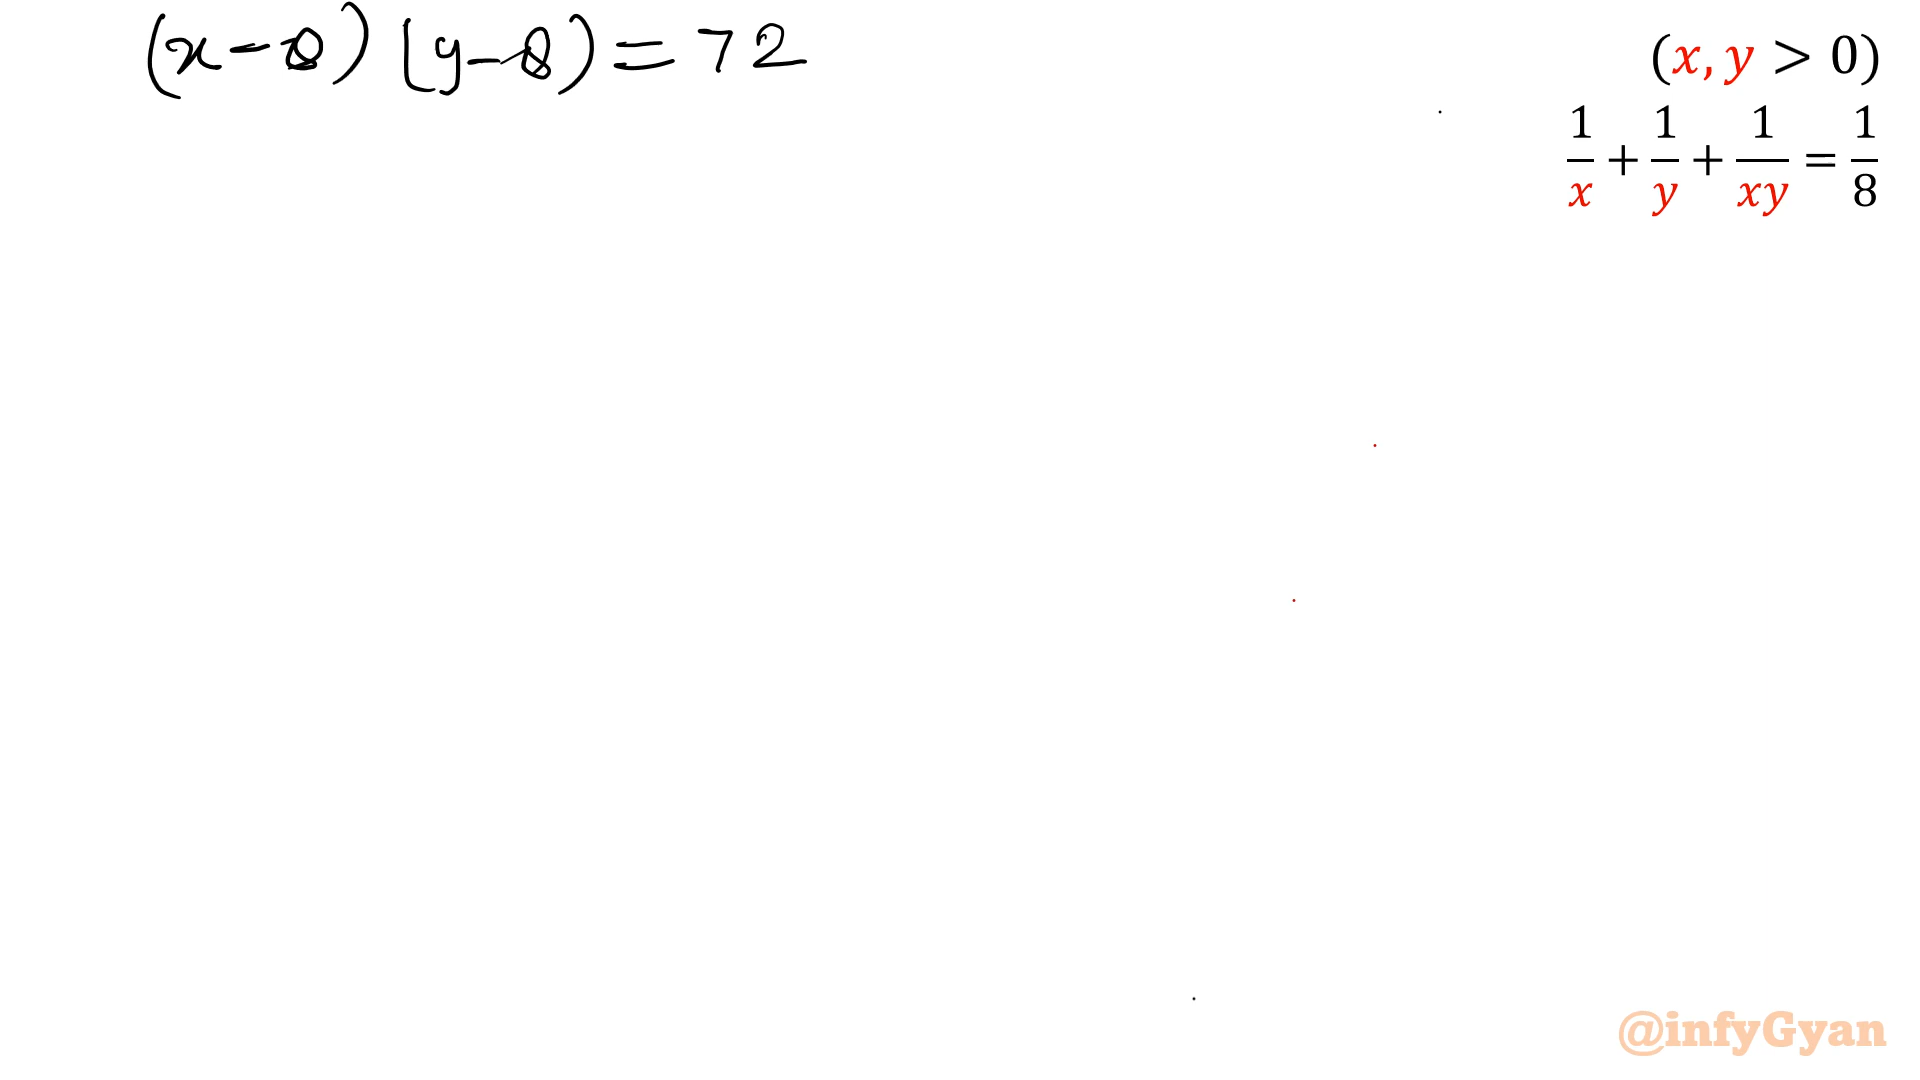 (x-8) (y-8) = 72
(x, y > 0)
1/x + 1/y + 1/xy = 1/8
@infyGyan